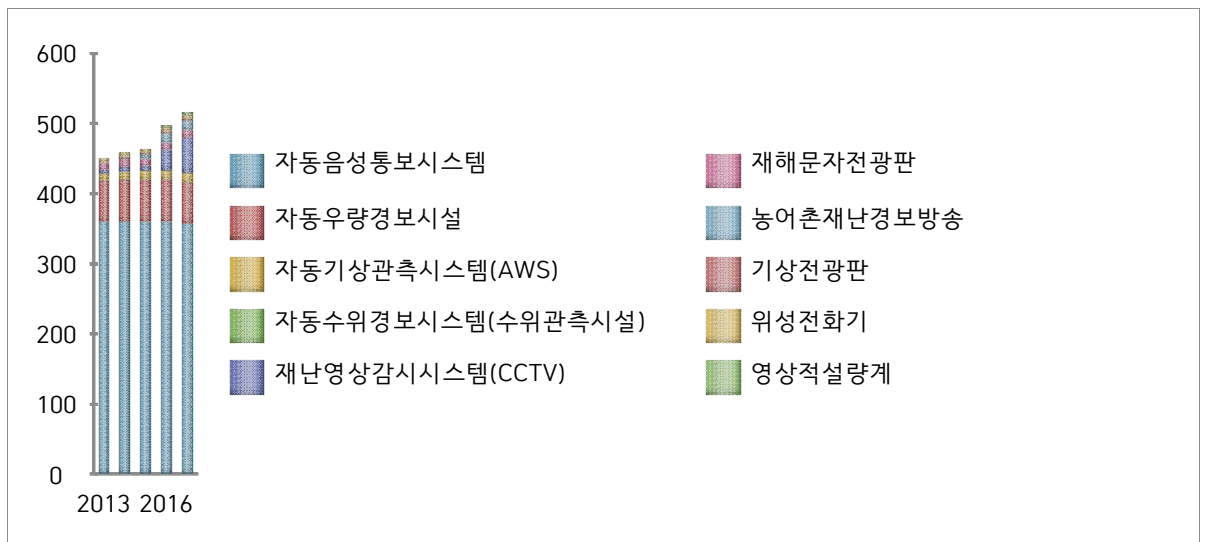 600
500
400
300
200
100
0
2013 2016
자동음성통보시스템
자동우량경보시설
자동기상관측시스템(AWS)
자동수위경보시스템(수위관측시설)
재난영상감시시스템(CCTV)
재해문자전광판
농어촌재난경보방송
기상전광판
위성전화기
영상적설량계